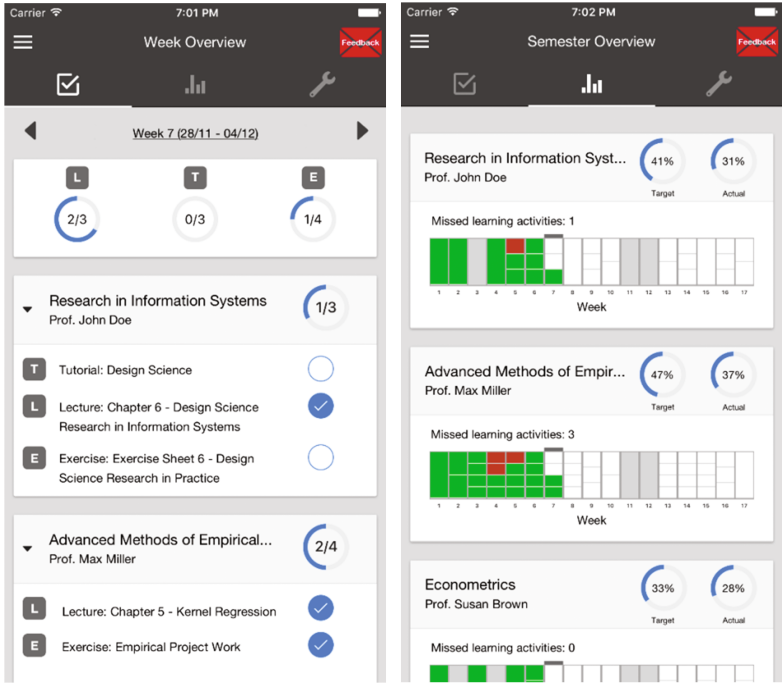 Carrier 7:01 PM
Week Overview
Feedback
Week 7 (28/11 - 04/12)
L T E
2/3 0/3 1/4
Research in Information Systems
Prof. John Doe
1/3
T Tutorial: Design Science
L Lecture: Chapter 6 - Design Science
Research in Information Systems
E Exercise: Exercise Sheet 6 - Design
Science Research in Practice
Advanced Methods of Empirical...
Prof. Max Miller
2/4
L Lecture: Chapter 5 - Kernel Regression
E Exercise: Empirical Project Work
Carrier 7:02 PM
Semester Overview
Feedback
Research in Information Syst...
Prof. John Doe
41% 31%
Target Actual
Missed learning activities: 1
1 2 3 4 5 6 7 8 9 10 11 12 13 14 15 16 17
Week
Advanced Methods of Empir...
Prof. Max Miller
47% 37%
Target Actual
Missed learning activities: 3
1 2 3 4 5 6 7 8 9 10 11 12 13 14 15 16 17
Week
Econometrics
Prof. Susan Brown
33% 28%
Target Actual
Missed learning activities: 0